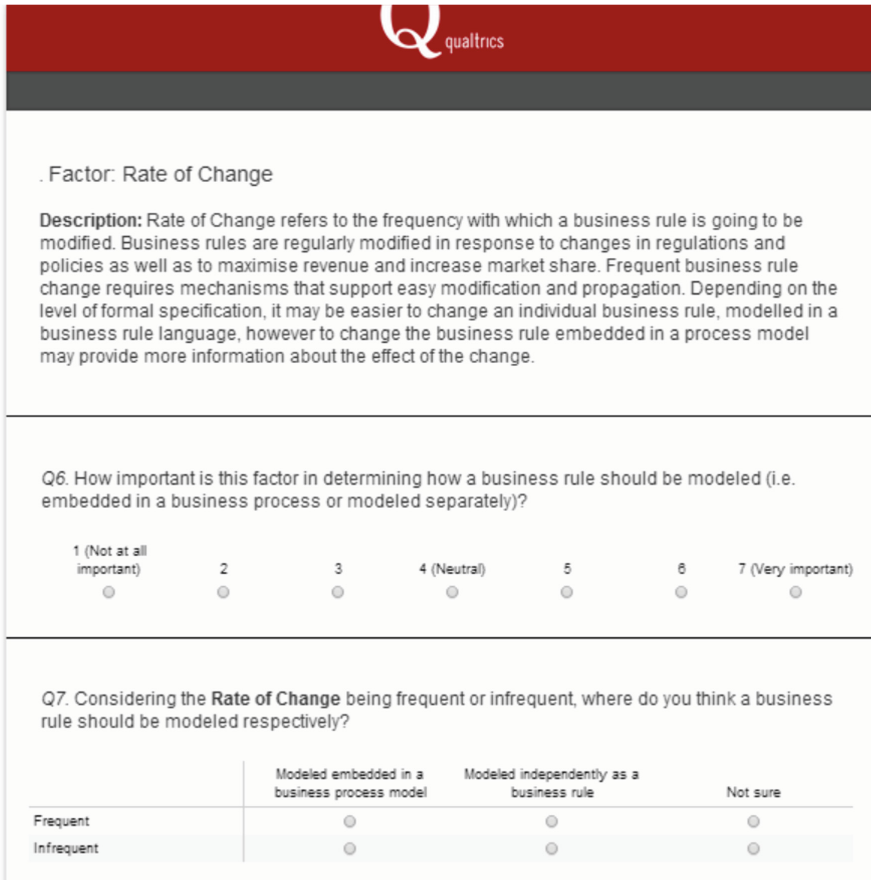 Q qualtrics
. Factor: Rate of Change
Description: Rate of Change refers to the frequency with which a business rule is going to be
modified. Business rules are regularly modified in response to changes in regulations and
policies as well as to maximise revenue and increase market share. Frequent business rule
change requires mechanisms that support easy modification and propagation. Depending on the
level of formal specification, it may be easier to change an individual business rule, modelled in a
business rule language, however to change the business rule embedded in a process model
may provide more information about the effect of the change.
Q6. How important is this factor in determining how a business rule should be modeled (i.e.
embedded in a business process or modeled separately)?
1 (Not at all
important) 2 3 4 (Neutral) 5 6 7 (Very important)
Q7. Considering the Rate of Change being frequent or infrequent, where do you think a business
rule should be modeled respectively?
Modeled embedded in a Modeled independently as a
business process model business rule Not sure
Frequent
Infrequent